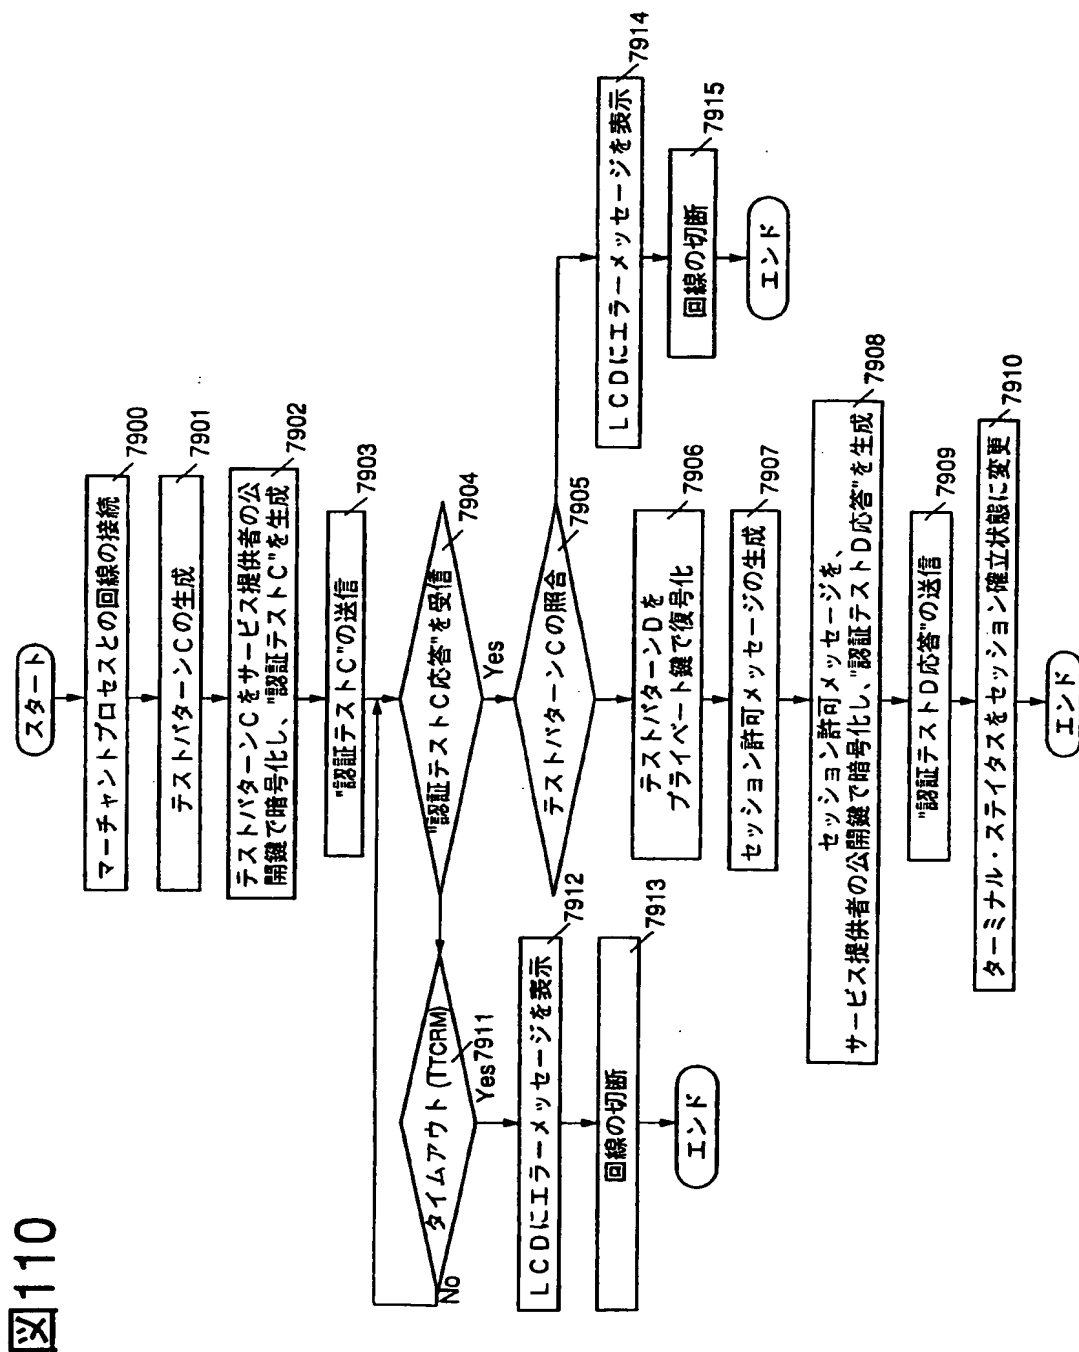 図110
スタート
マーチャントプロセスとの回線の接続
7900
テストパターンCの生成
7901
テストパターンCをサービス提供者の公
開鍵で暗号化し、"認証テストC"を生成
7902
"認証テストC"の送信
7903
"認証テストC応答"を受信
7904
Yes
テストパターンCの照合
7905
テストパターンDを
プライベート鍵で復号化
7906
セッション許可メッセージの生成
7907
セッション許可メッセージを、
サービス提供者の公開鍵で暗号化し、"認証テストD応答"を生成
7908
"認証テストD応答"の送信
7909
ターミナル・ステイタスをセッション確立状態に変更
7910
エンド
タイムアウト(TTCRM)
No
Yes
7911
LCDにエラーメッセージを表示
7912
回線の切断
7913
エンド
LCDにエラーメッセージを表示
7914
回線の切断
7915
エンド